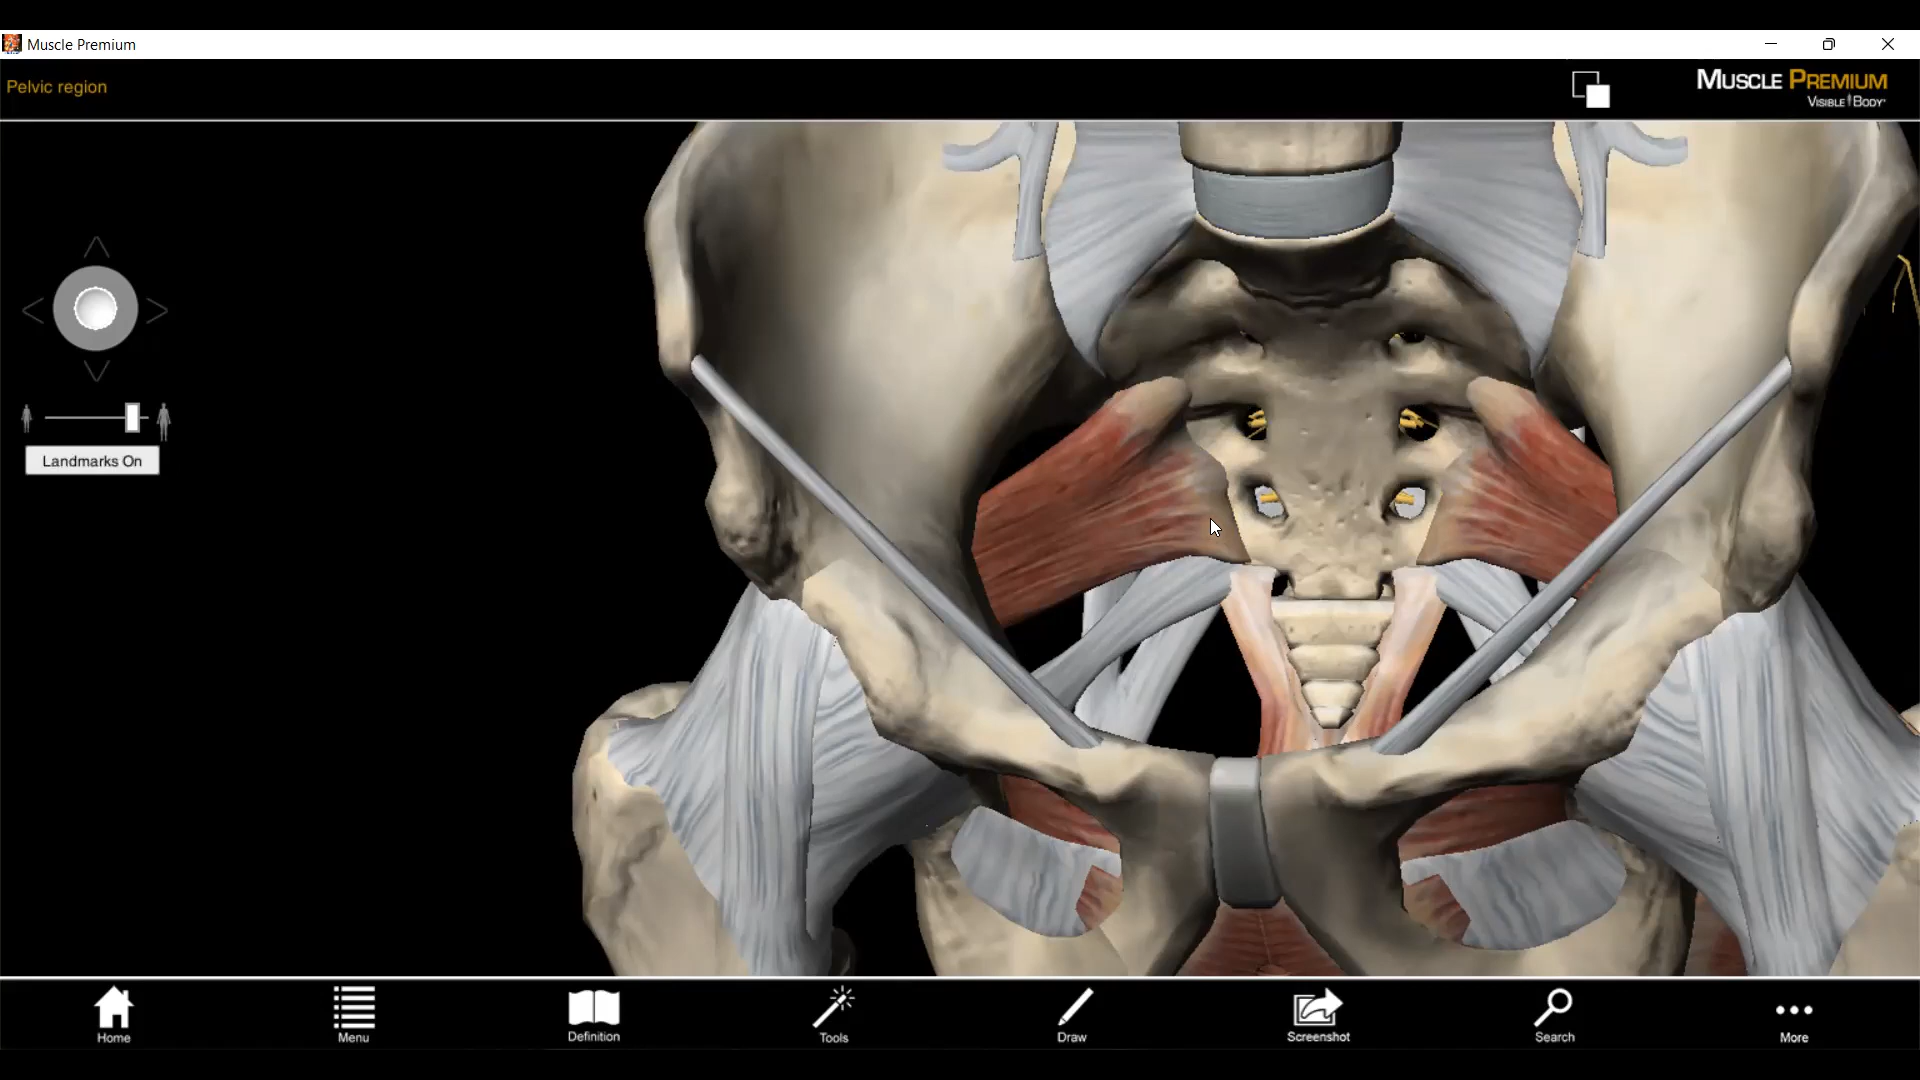 Muscle Premium
Pelvic region
MUSCLE PREMIUM
VISIBLE BODY®
Landmarks On
Home
Menu
Definition
Tools
Draw
Screenshot
Search
More